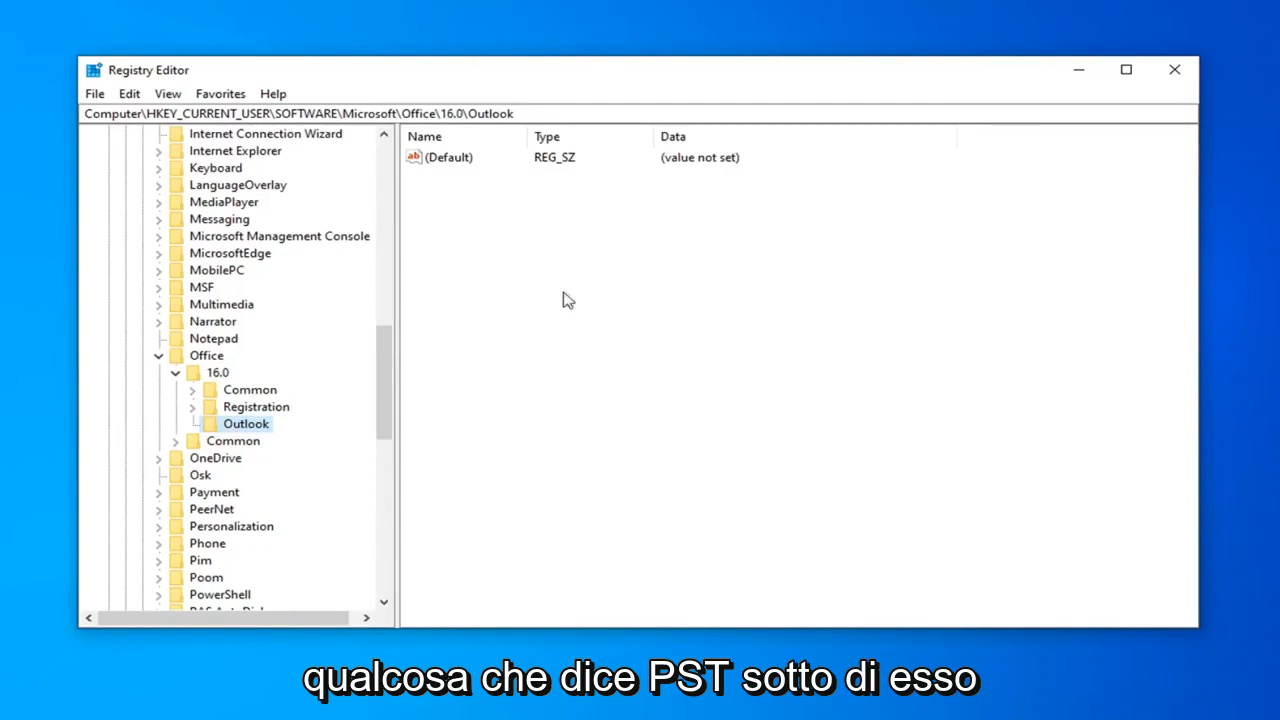 Registry Editor
File Edit View Favorites Help
Computer\HKEY_CURRENT_USER\SOFTWARE\Microsoft\Office\16.0\Outlook
Internet Connection Wizard
Internet Explorer
Keyboard
LanguageOverlay
MediaPlayer
Messaging
Microsoft Management Console
MicrosoftEdge
MobilePC
MSF
Multimedia
Narrator
Notepad
Office
16.0
Common
Registration
Outlook
Common
OneDrive
Osk
Payment
PeerNet
Personalization
Phone
Pim
Poom
PowerShell
Name Type Data
ab (Default) REG_SZ (value not set)
qualcosa che dice PST sotto di esso